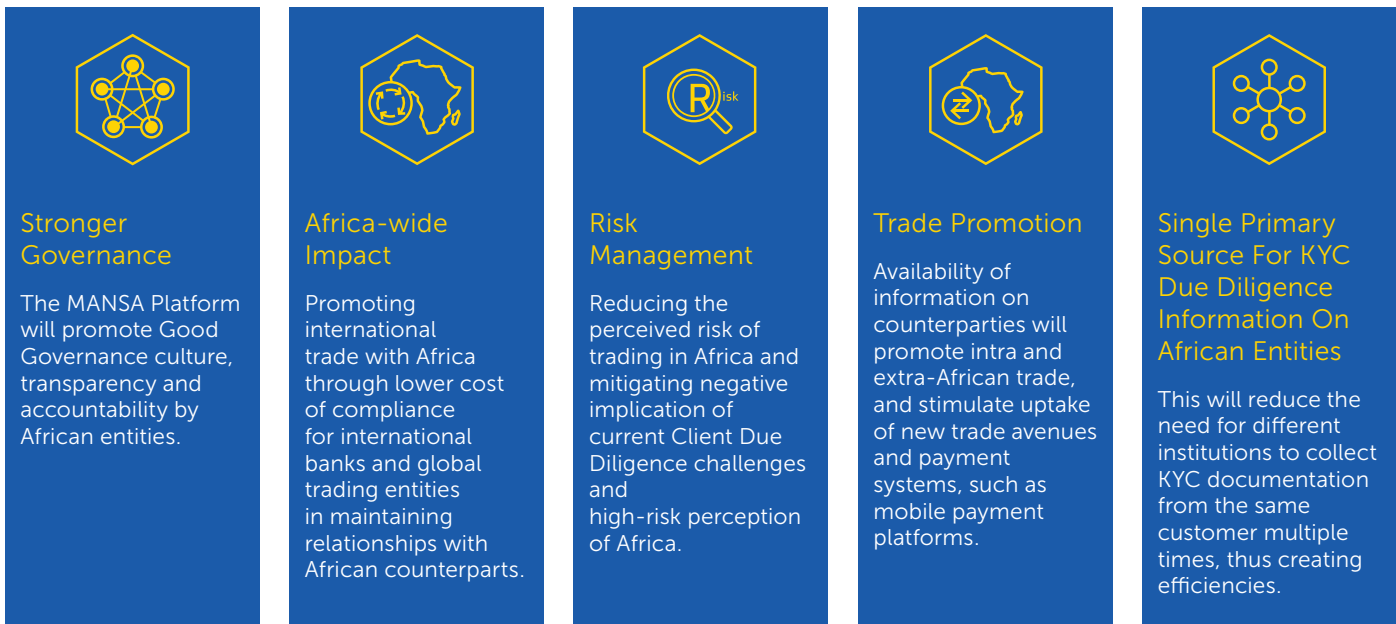 Stronger
Governance
The MANSA Platform
will promote Good
Governance culture,
transparency and
accountability by
African entities.
Africa-wide
Impact
Promoting
international
trade with Africa
through lower cost
of compliance
for international
banks and global
trading entities
in maintaining
relationships with
African counterparts.
Risk
Risk
Management
Reducing the
perceived risk of
trading in Africa and
mitigating negative
implication of
current Client Due
Diligence challenges
and
high-risk perception
of Africa.
Trade Promotion
Availability of
information on
counterparties will
promote intra and
extra-African trade,
and stimulate uptake
of new trade avenues
and payment
systems, such as
mobile payment
platforms.
Single Primary
Source For KYC
Due Diligence
Information On
African Entities
This will reduce the
need for different
institutions to collect
KYC documentation
from the same
customer multiple
times, thus creating
efficiencies.